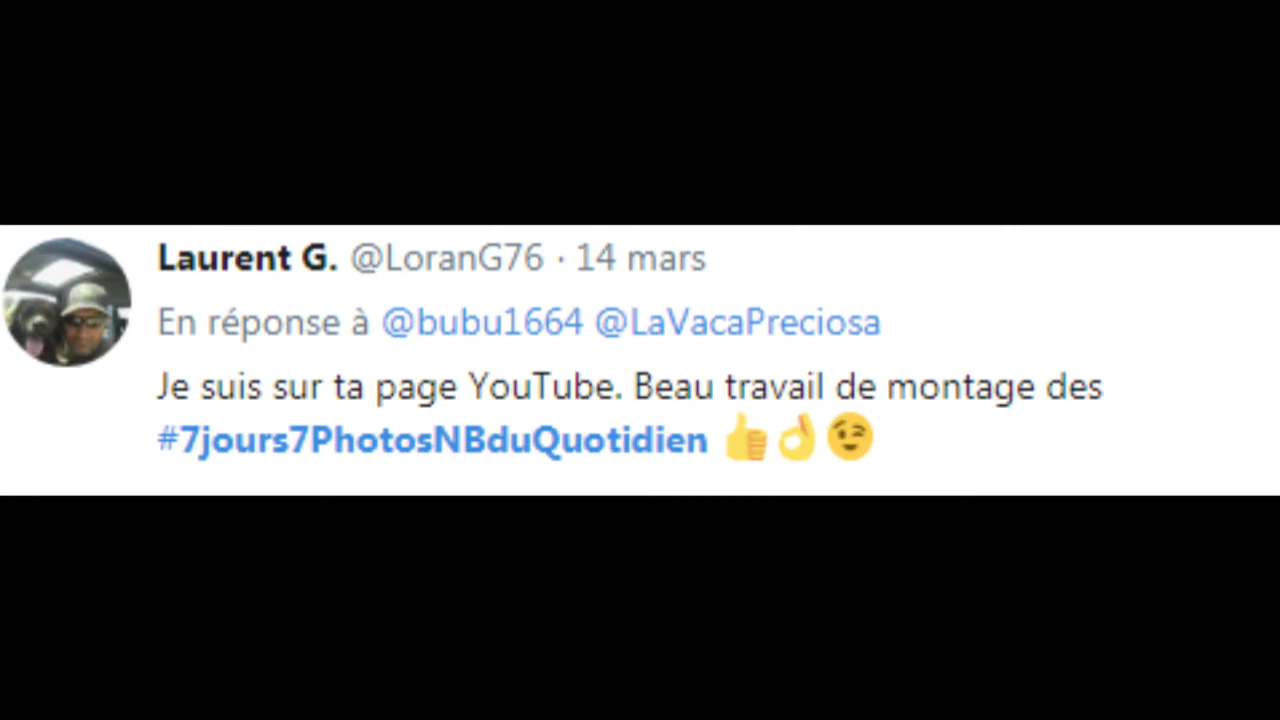 Laurent G. @LoranG76 · 14 mars
En réponse à @bubu1664 @LaVacaPreciosa
Je suis sur ta page YouTube. Beau travail de montage des
#7jours7PhotosNBduQuotidien 👍👌😉